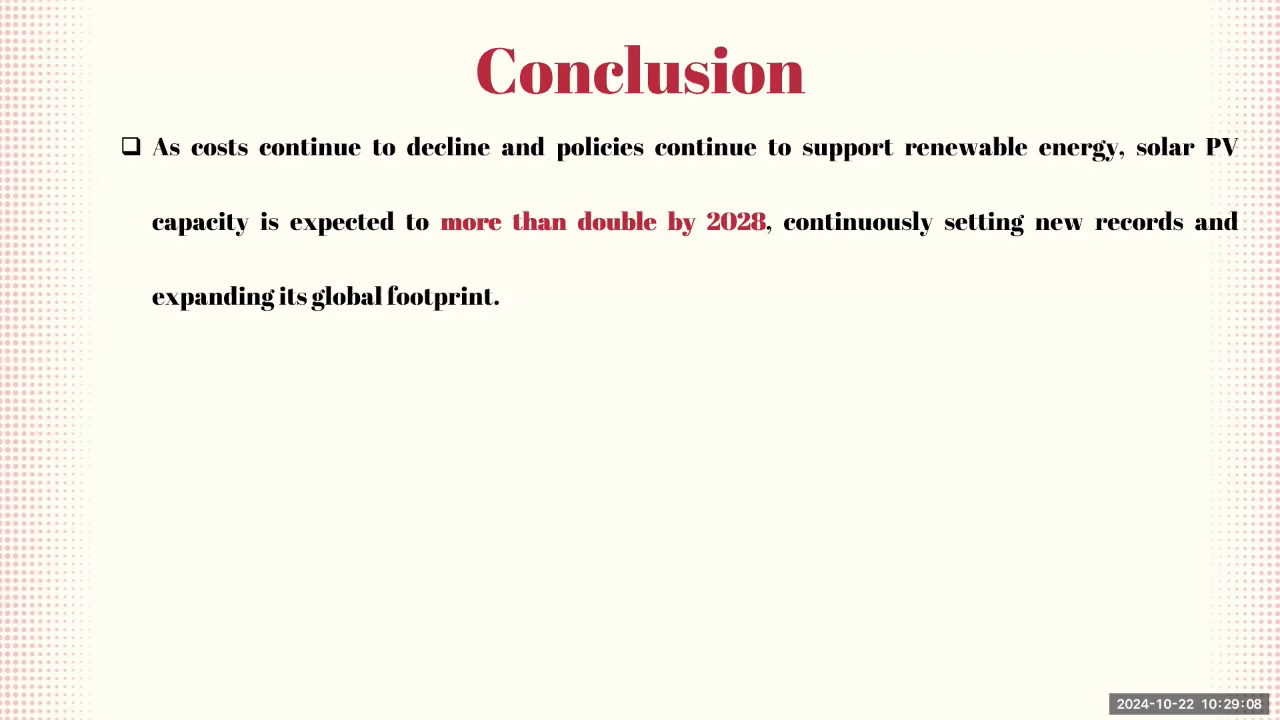 Conclusion
❑ As costs continue to decline and policies continue to support renewable energy, solar PV
capacity is expected to more than double by 2028, continuously setting new records and
expanding its global footprint.
2024-10-22 10:29:08